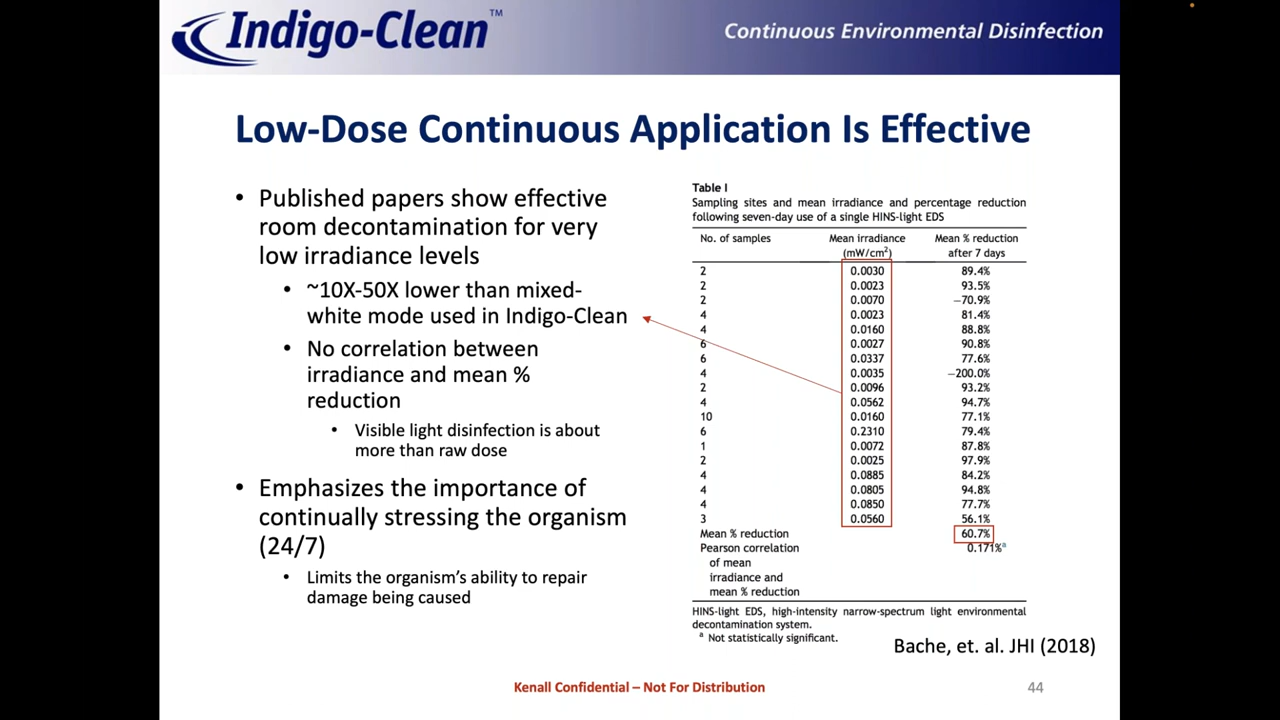 Indigo-Clean™
Continuous Environmental Disinfection
Low-Dose Continuous Application Is Effective
• Published papers show effective
room decontamination for very
low irradiance levels
• ~10X-50X lower than mixed-
white mode used in Indigo-Clean
• No correlation between
irradiance and mean %
reduction
• Visible light disinfection is about
more than raw dose
• Emphasizes the importance of
continually stressing the organism
(24/7)
• Limits the organism's ability to repair
damage being caused
Table I
Sampling sites and mean irradiance and percentage reduction
following seven-day use of a single HINS-light EDS
No. of samples Mean irradiance Mean % reduction
(mW/cm²) after 7 days
2 0.0030 89.4%
2 0.0023 93.5%
2 0.0070 −70.9%
4 0.0023 81.4%
4 0.0160 88.8%
6 0.0027 90.8%
6 0.0337 77.6%
4 0.0035 −200.0%
2 0.0096 93.2%
4 0.0562 94.7%
10 0.0160 77.1%
6 0.2310 79.4%
1 0.0072 87.8%
2 0.0025 97.9%
4 0.0885 84.2%
4 0.0805 94.8%
4 0.0850 77.7%
3 0.0560 56.1%
Mean % reduction 60.7%
Pearson correlation 0.171%ᵃ
of mean
irradiance and
mean % reduction
HINS-light EDS, high-intensity narrow-spectrum light environmental
decontamination system.
ᵃ Not statistically significant.
Bache, et. al. JHI (2018)
Kenall Confidential – Not For Distribution
44